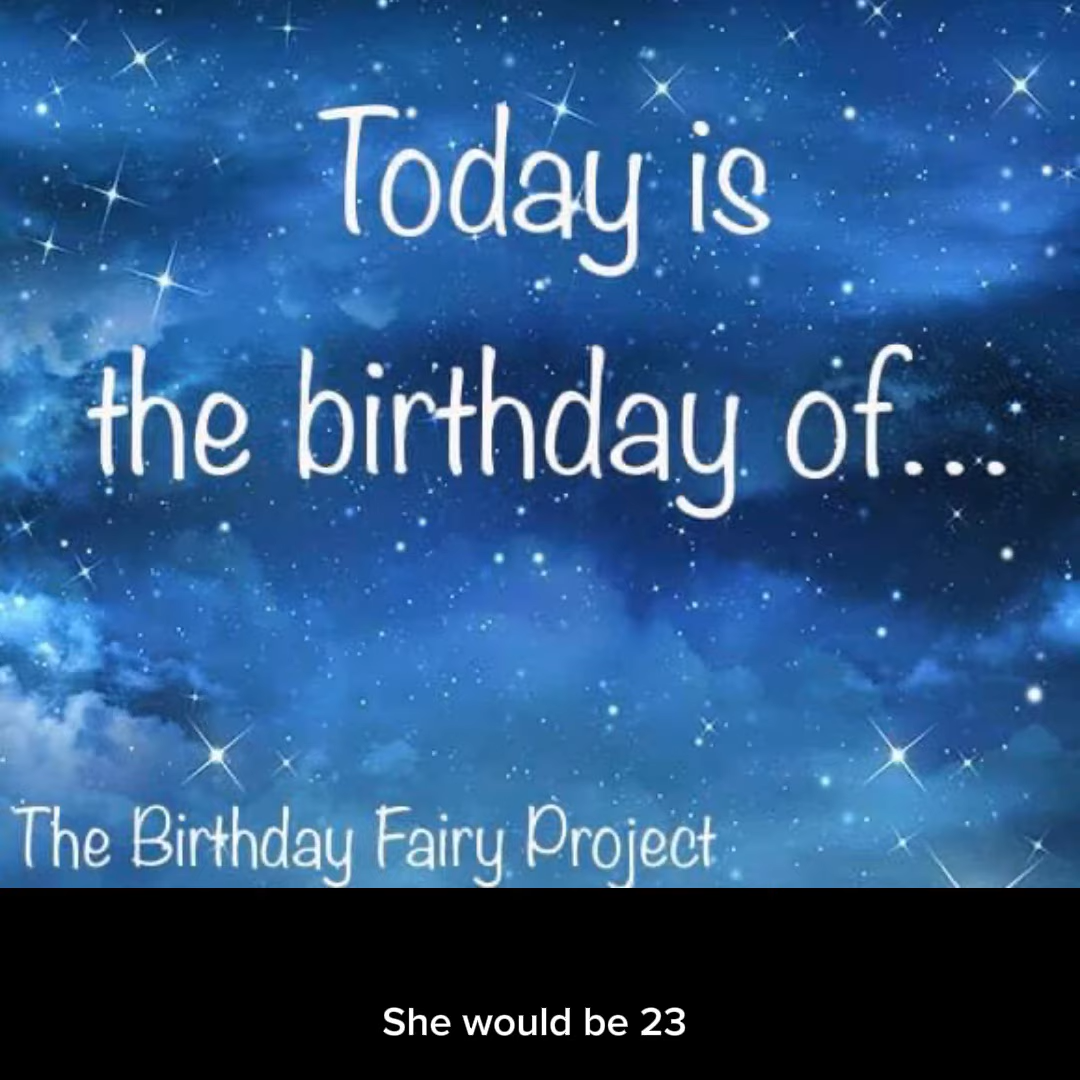 Today is
the birthday of...
The Birthday Fairy Project
She would be 23